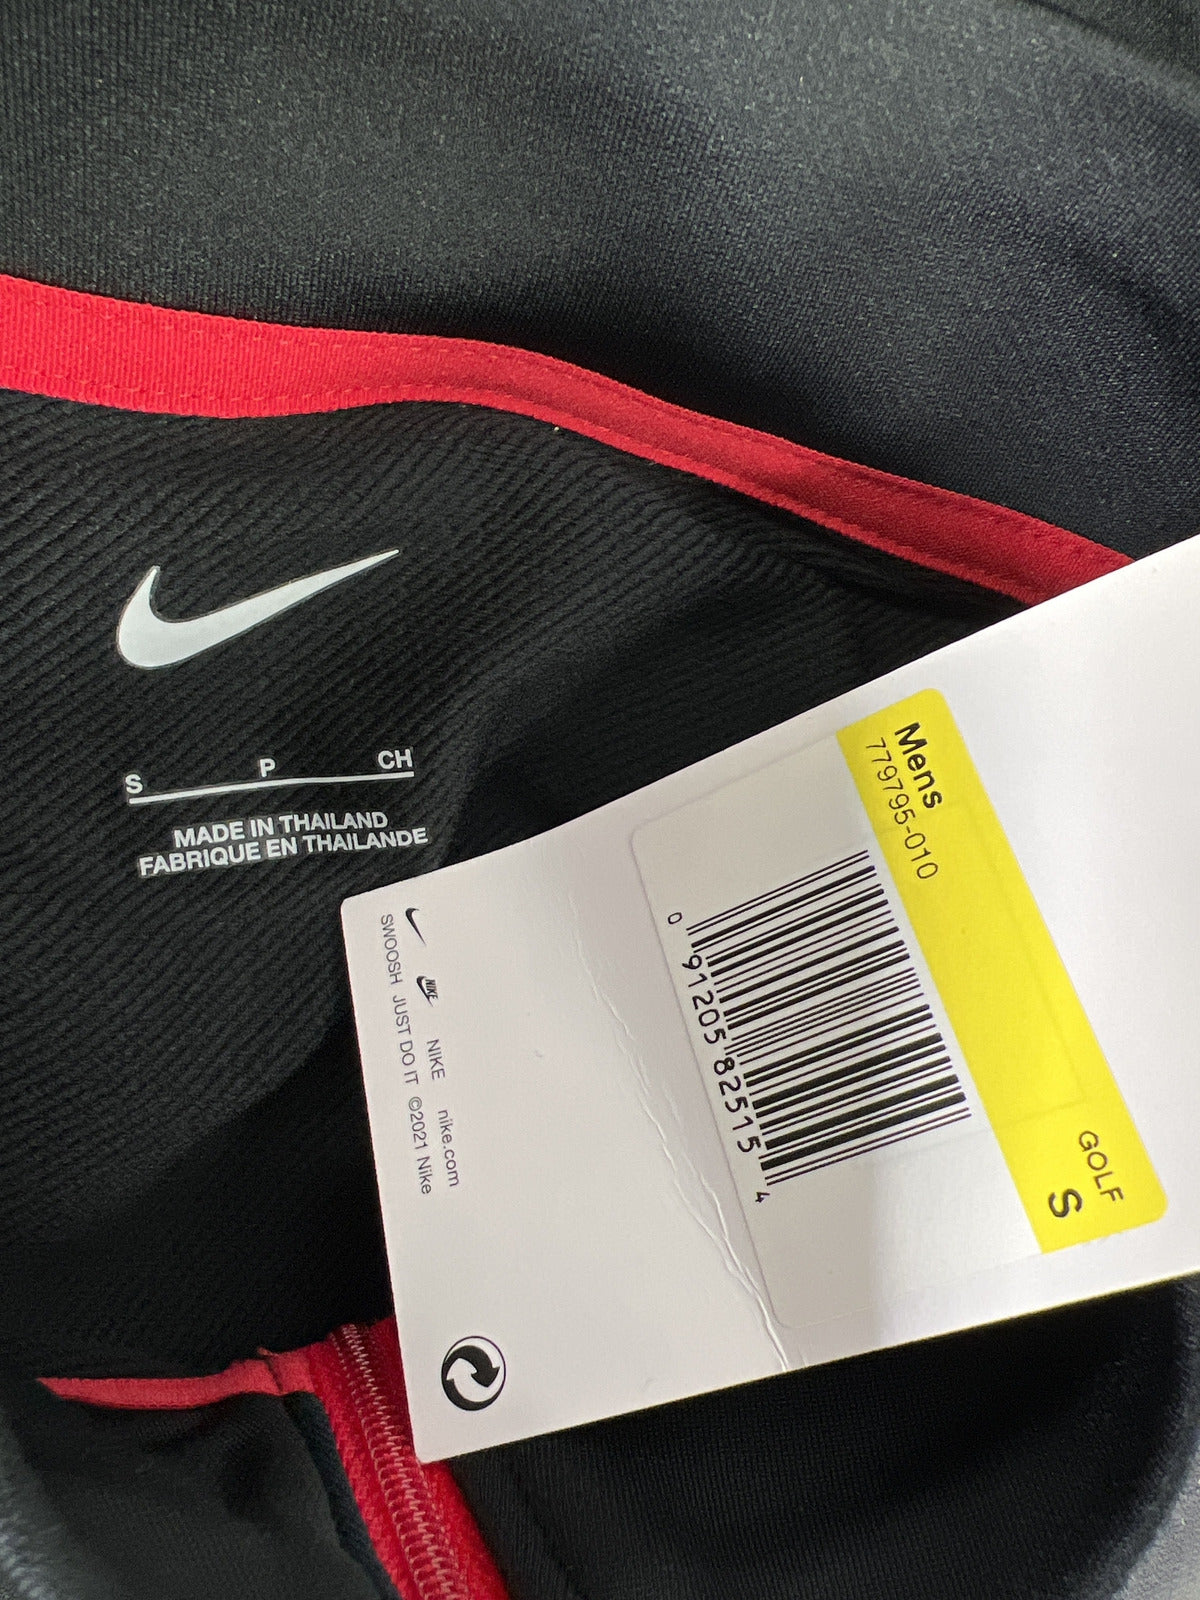 S P CH
MADE IN THAILAND
FABRIQUE EN THAILANDE
Mens
779795-010
GOLF
S
0 91205 82515 4
NIKE NIKE nike.com
SWOOSH JUST DO IT ©2021 Nike